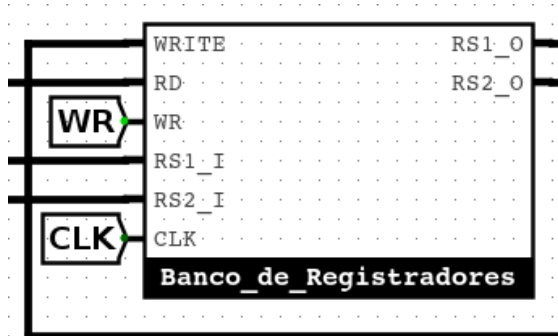 WRITE RS1_O
RD RS2_O
WR WR
RS1_I
RS2_I
CLK CLK
Banco_de_Registradores